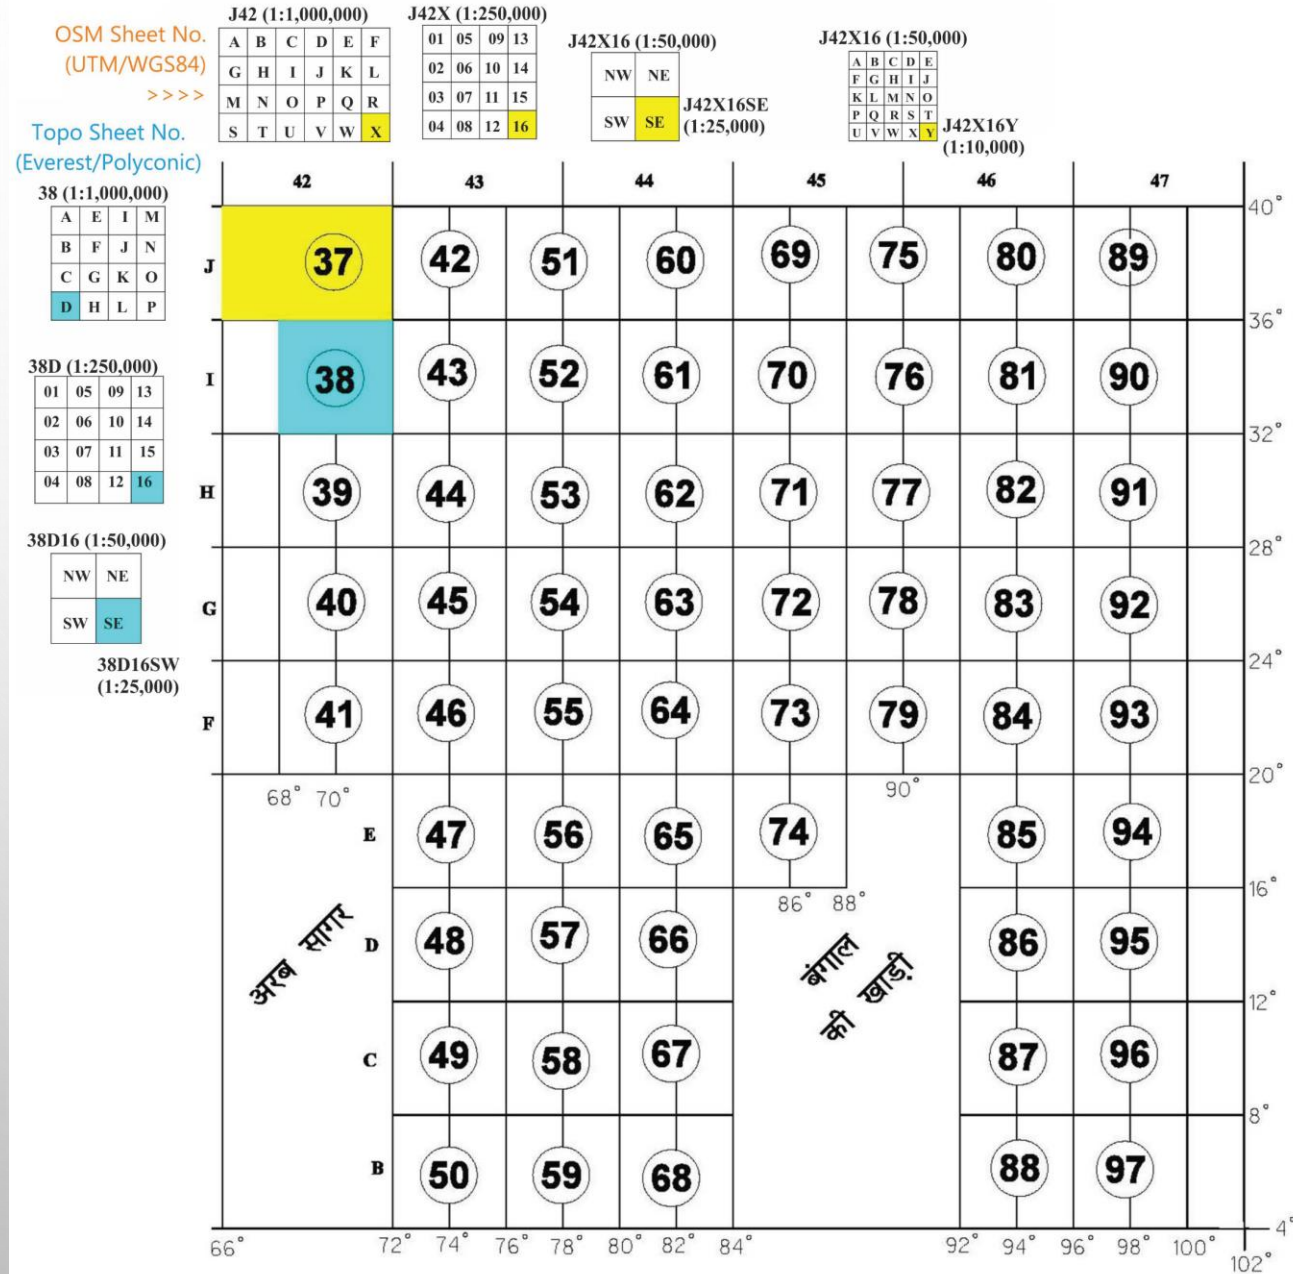 OSM Sheet No.
(UTM/WGS84)
>>>>
J42 (1:1,000,000)
A B C D E F
G H I J K L
M N O P Q R
S T U V W X
J42X (1:250,000)
01 05 09 13
02 06 10 14
03 07 11 15
04 08 12 16
J42X16 (1:50,000)
NW NE
SW SE
J42X16SE
(1:25,000)
J42X16 (1:50,000)
A B C D E
F G H I J
K L M N O
P Q R S T
U V W X Y
J42X16Y
(1:10,000)
Topo Sheet No.
(Everest/Polyconic)
38 (1:1,000,000)
A E I M
B F J N
C G K O
D H L P
38D (1:250,000)
01 05 09 13
02 06 10 14
03 07 11 15
04 08 12 16
38D16 (1:50,000)
NW NE
SW SE
38D16SW
(1:25,000)
42 43 44 45 46 47
40°
J 37 42 51 60 69 75 80 89
36°
I 38 43 52 61 70 76 81 90
32°
H 39 44 53 62 71 77 82 91
28°
G 40 45 54 63 72 78 83 92
24°
F 41 46 55 64 73 79 84 93
20°
68° 70° 90°
E 47 56 65 74 85 94
16°
86° 88°
D 48 57 66 86 95
अरब सागर
बंगाल
की खाड़ी
12°
C 49 58 67 87 96
8°
B 50 59 68 88 97
4°
66° 72° 74° 76° 78° 80° 82° 84° 92° 94° 96° 98° 100°
102°